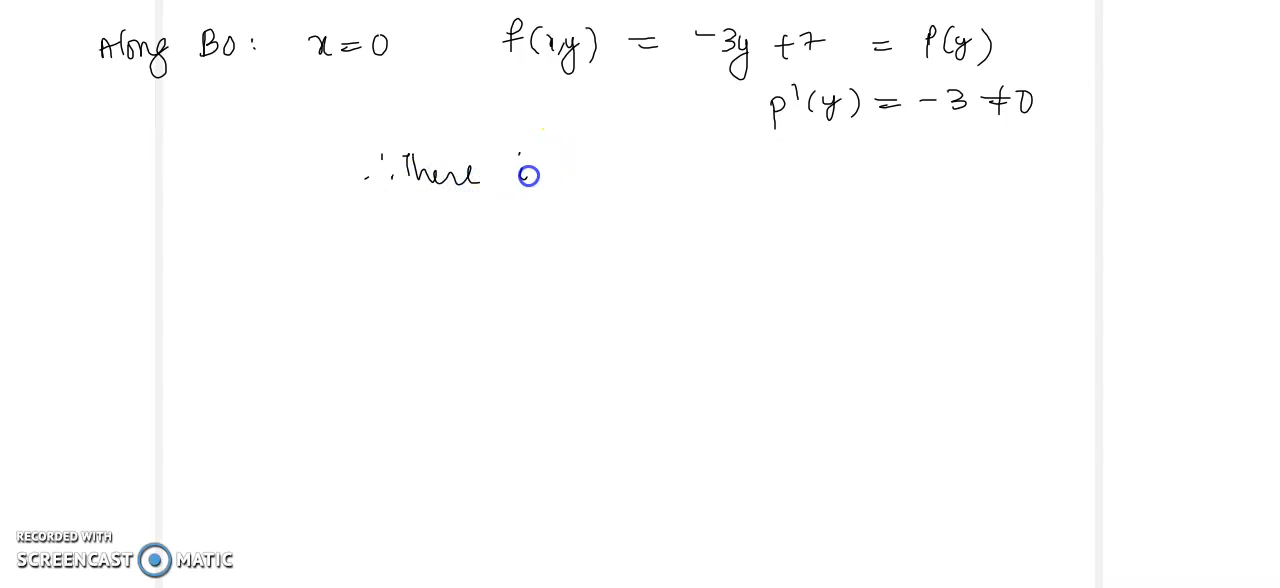 Along BO: x = 0 f(x,y) = -3y + 7 = P(y)
P'(y) = -3 ≠ 0
∴ There
RECORDED WITH
SCREENCAST MATIC